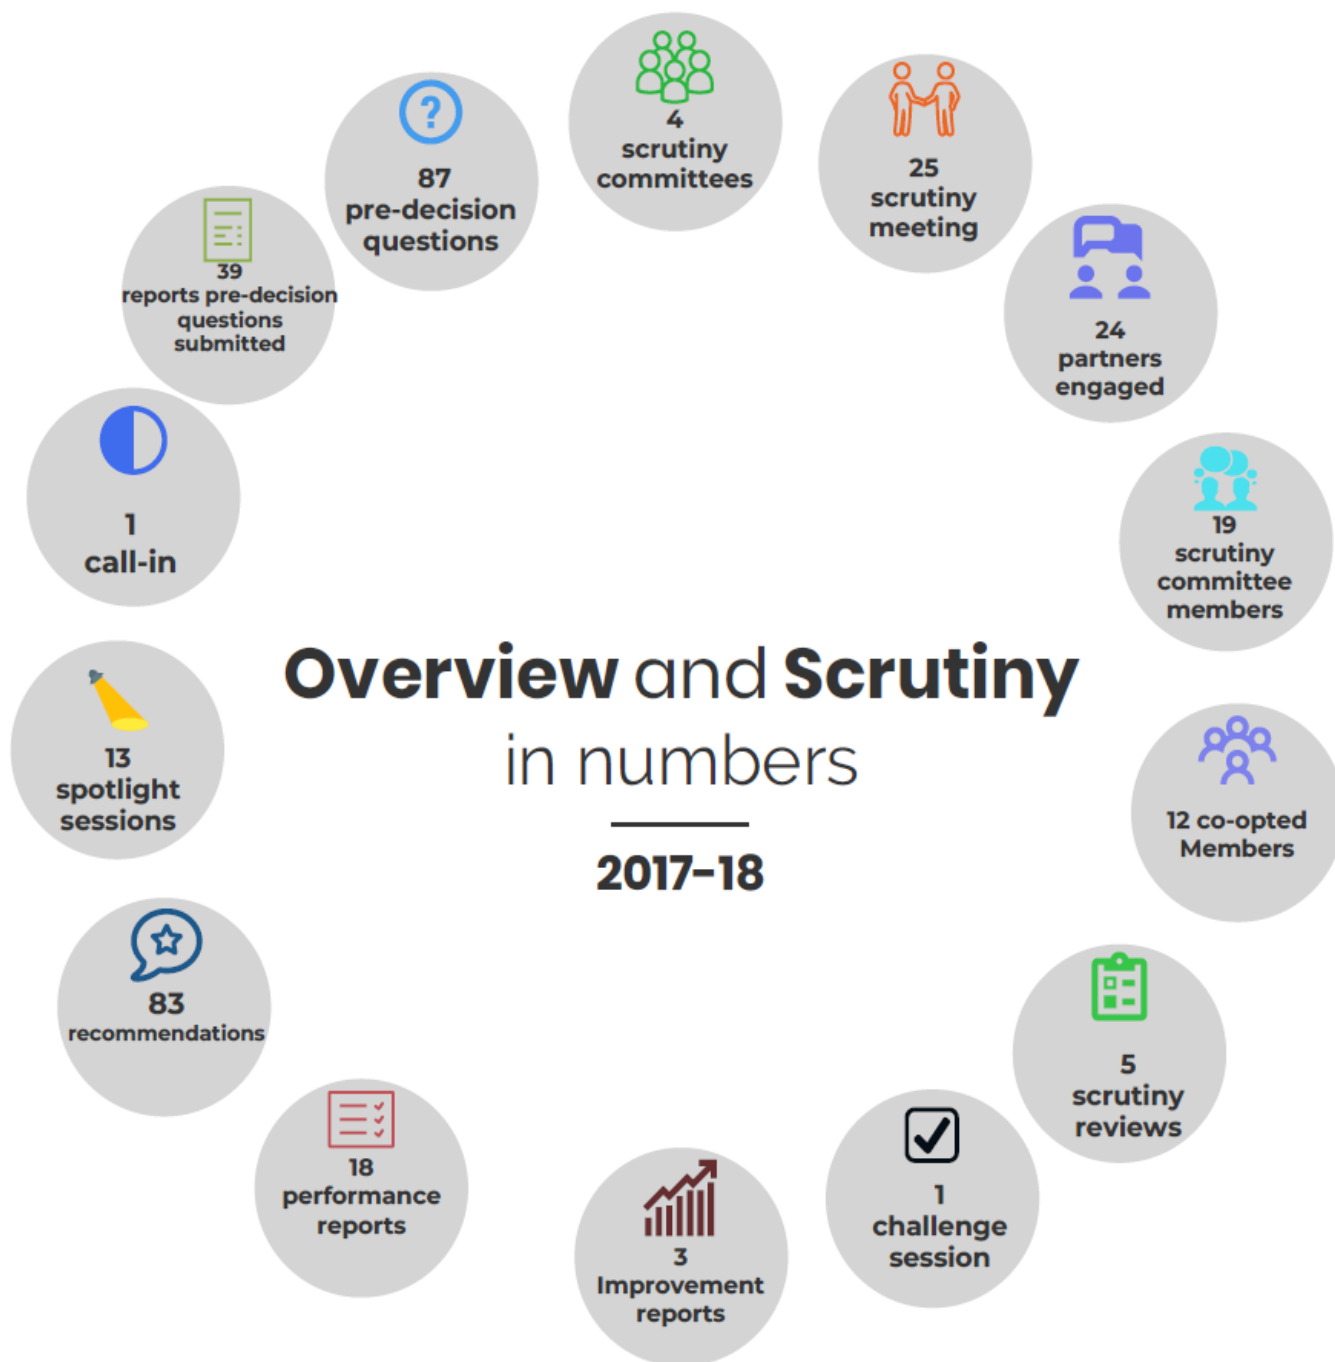 4
scrutiny
committees
25
scrutiny
meeting
24
partners
engaged
19
scrutiny
committee
members
12 co-opted
Members
5
scrutiny
reviews
1
challenge
session
3
Improvement
reports
18
performance
reports
83
recommendations
13
spotlight
sessions
1
call-in
39
reports pre-decision
questions
submitted
87
pre-decision
questions
Overview and Scrutiny
in numbers
2017-18